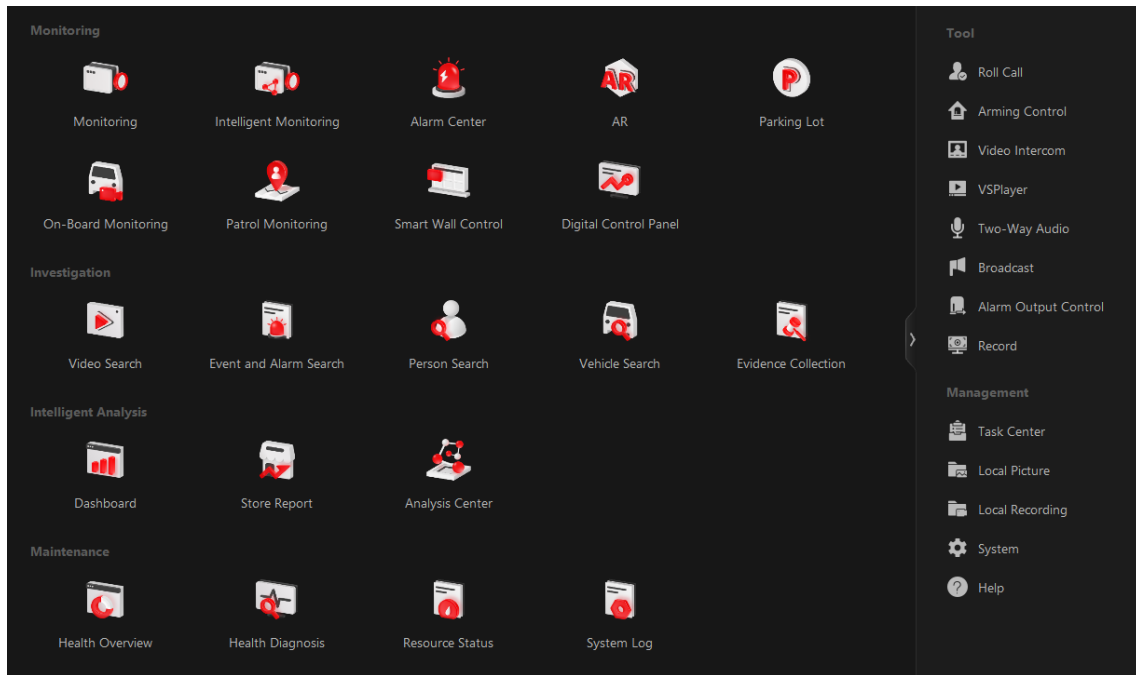 Monitoring
Monitoring
Intelligent Monitoring
Alarm Center
AR
AR
Parking Lot
P
On-Board Monitoring
Patrol Monitoring
Smart Wall Control
Digital Control Panel
Investigation
Video Search
Event and Alarm Search
Person Search
Vehicle Search
Evidence Collection
Intelligent Analysis
Dashboard
Store Report
Analysis Center
Maintenance
Health Overview
Health Diagnosis
Resource Status
System Log
Tool
Roll Call
Arming Control
Video Intercom
VSPlayer
Two-Way Audio
Broadcast
Alarm Output Control
Record
Management
Task Center
Local Picture
Local Recording
System
Help